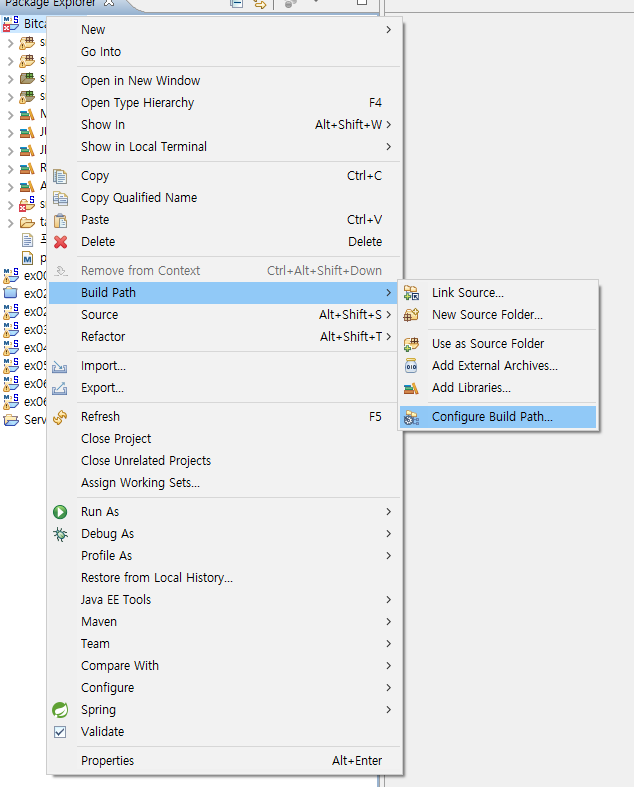 Package Explorer
Bitca
New
Go Into
Open in New Window
Open Type Hierarchy F4
Show In Alt+Shift+W
Show in Local Terminal
Copy Ctrl+C
Copy Qualified Name
Paste Ctrl+V
Delete Delete
Remove from Context Ctrl+Alt+Shift+Down
Build Path
Source Alt+Shift+S
Refactor Alt+Shift+T
Import...
Export...
Refresh F5
Close Project
Close Unrelated Projects
Assign Working Sets...
Run As
Debug As
Profile As
Restore from Local History...
Java EE Tools
Maven
Team
Compare With
Configure
Spring
Validate
Properties Alt+Enter
Link Source...
New Source Folder...
Use as Source Folder
Add External Archives...
Add Libraries...
Configure Build Path...
s
s
s
s
ta
p
ex00
ex02
ex02
ex03
ex04
ex05
ex06
ex06
Serv